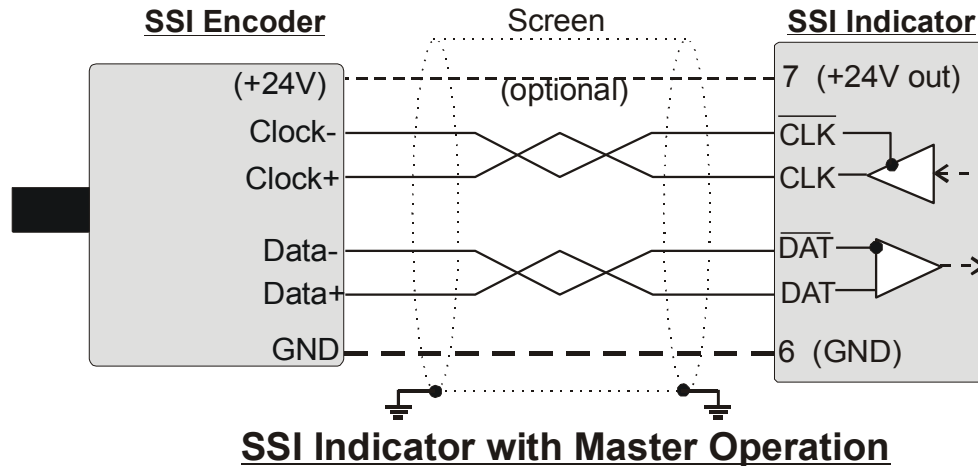 SSI Encoder
Screen
SSI Indicator
(+24V)
(optional)
7 (+24V out)
Clock-
CLK
Clock+
CLK
Data-
DAT
Data+
DAT
GND
6 (GND)
SSI Indicator with Master Operation